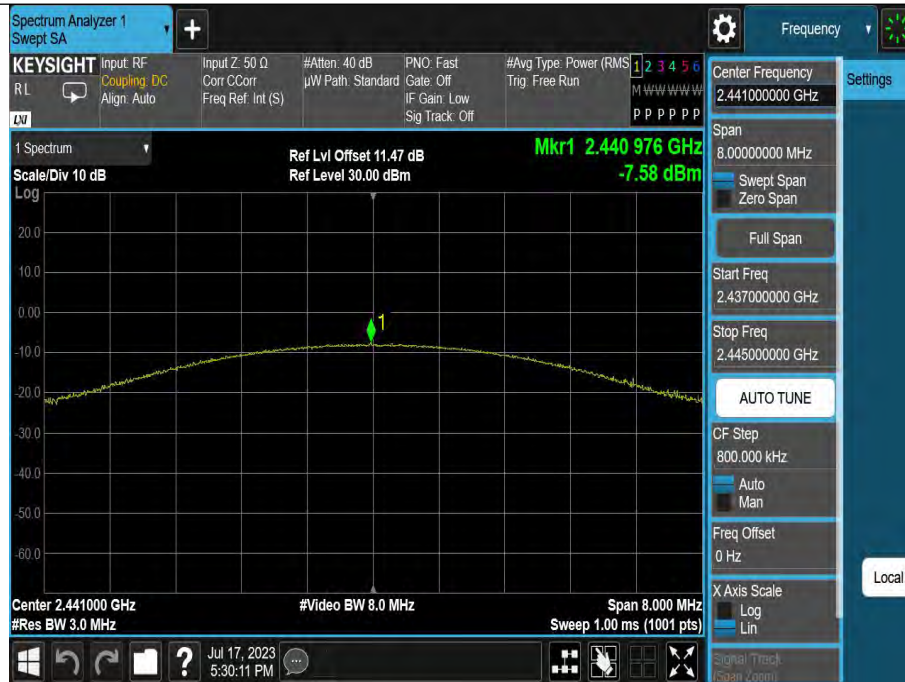 Spectrum Analyzer 1
Swept SA
+
Frequency
KEYSIGHT
RL
LXI
Input: RF
Coupling: DC
Align: Auto
Input Z: 50 Ω
Corr CCorr
Freq Ref: Int (S)
#Atten: 40 dB
µW Path: Standard
PNO: Fast
Gate: Off
IF Gain: Low
Sig Track: Off
#Avg Type: Power (RMS
Trig: Free Run
1 2 3 4 5 6
M W W W W W
P P P P P P
Center Frequency
2.441000000 GHz
Settings
1 Spectrum
Scale/Div 10 dB
Ref Lvl Offset 11.47 dB
Ref Level 30.00 dBm
Mkr1 2.440 976 GHz
-7.58 dBm
Log
20.0
10.0
0.00
-10.0
-20.0
-30.0
-40.0
-50.0
-60.0
1
Span
8.00000000 MHz
Swept Span
Zero Span
Full Span
Start Freq
2.437000000 GHz
Stop Freq
2.445000000 GHz
AUTO TUNE
CF Step
800.000 kHz
Auto
Man
Freq Offset
0 Hz
X Axis Scale
Log
Lin
Signal Track
(Span Zoom)
Local
Center 2.441000 GHz
#Res BW 3.0 MHz
#Video BW 8.0 MHz
Span 8.000 MHz
Sweep 1.00 ms (1001 pts)
?
Jul 17, 2023
5:30:11 PM